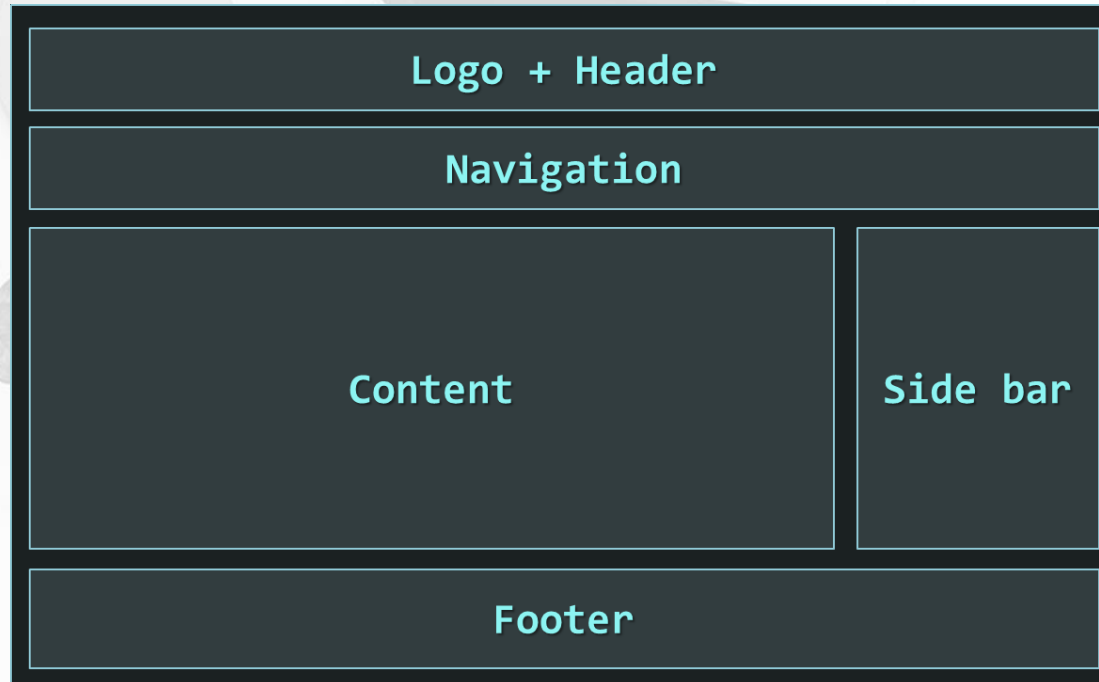 Logo + Header
Navigation
Content
Side bar
Footer